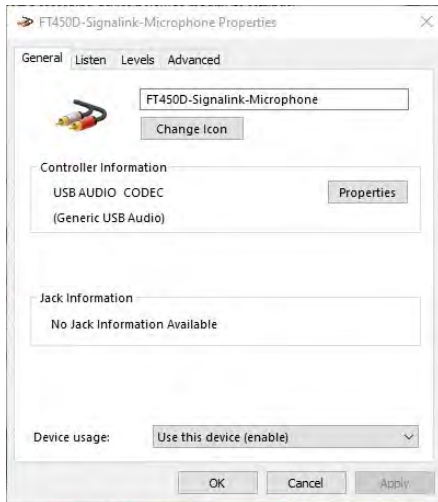 FT450D-Signalink-Microphone Properties
General Listen Levels Advanced
FT450D-Signalink-Microphone
Change Icon
Controller Information
USB AUDIO CODEC
Properties
(Generic USB Audio)
Jack Information
No Jack Information Available
Device usage: Use this device (enable)
OK Cancel Apply